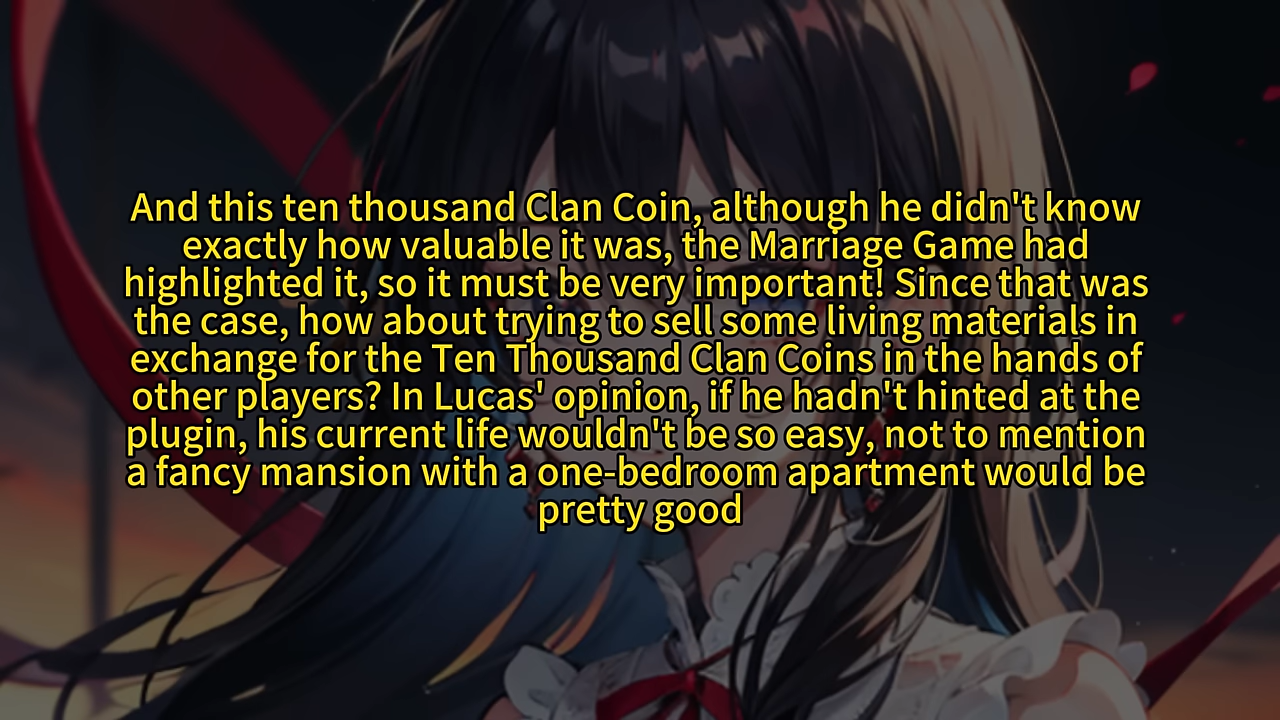 And this ten thousand Clan Coin, although he didn't know
exactly how valuable it was, the Marriage Game had
highlighted it, so it must be very important! Since that was
the case, how about trying to sell some living materials in
exchange for the Ten Thousand Clan Coins in the hands of
other players? In Lucas' opinion, if he hadn't hinted at the
plugin, his current life wouldn't be so easy, not to mention
a fancy mansion with a one-bedroom apartment would be
pretty good